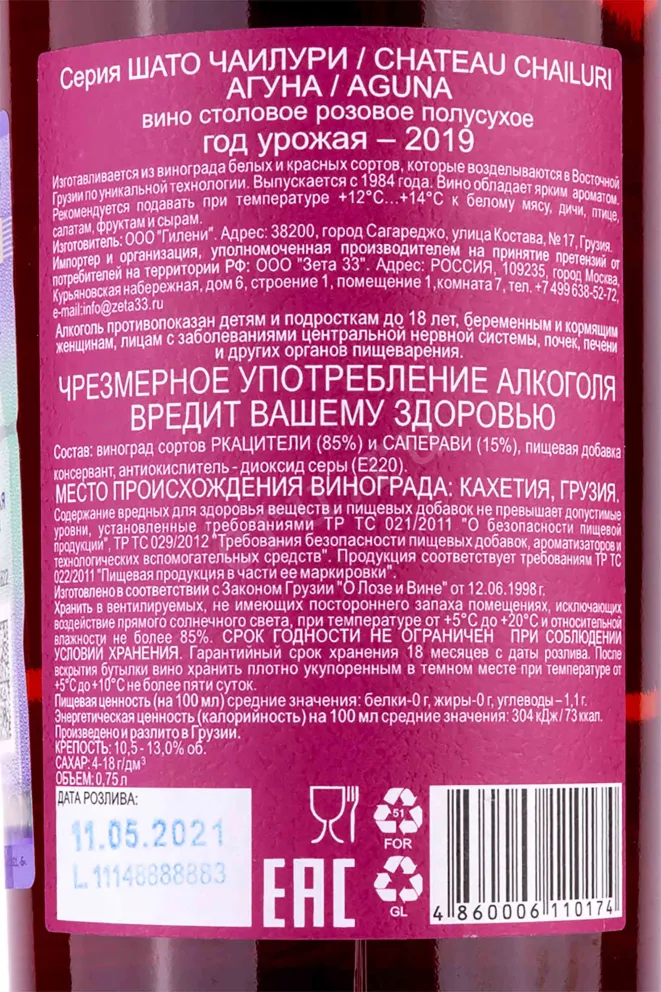 Серия ШАТО ЧАИЛУРИ / CHATEAU CHAILURI
АГУНА / AGUNA
вино столовое розовое полусухое
год урожая – 2019
Изготавливается из винограда белых и красных сортов, которые возделываются в Восточной
Грузии по уникальной технологии. Выпускается с 1984 года. Вино обладает ярким ароматом.
Рекомендуется подавать при температуре +12°С...+14°С к белому мясу, дичи, птице,
салатам, фруктам и сырам.
Изготовитель: ООО "Гилени". Адрес: 38200, город Сагареджо, улица Костава, №17, Грузия.
Импортер и организация, уполномоченная производителем на принятие претензий от
потребителей на территории РФ: ООО "Зета 33". Адрес: РОССИЯ, 109235, город Москва,
Курьяновская набережная, дом 6, строение 1, помещение 1, комната 7, тел. +7 499 638-52-72,
e-mail:info@zeta33.ru
Алкоголь противопоказан детям и подросткам до 18 лет, беременным и кормящим
женщинам, лицам с заболеваниями центральной нервной системы, почек, печени
и других органов пищеварения.
ЧРЕЗМЕРНОЕ УПОТРЕБЛЕНИЕ АЛКОГОЛЯ
ВРЕДИТ ВАШЕМУ ЗДОРОВЬЮ
Состав: виноград сортов РКАЦИТЕЛИ (85%) и САПЕРАВИ (15%), пищевая добавка
консервант, антиокислитель - диоксид серы (Е220).
МЕСТО ПРОИСХОЖДЕНИЯ ВИНОГРАДА: КАХЕТИЯ, ГРУЗИЯ.
Содержание вредных для здоровья веществ и пищевых добавок не превышает допустимые
уровни, установленные требованиями ТР ТС 021/2011 "О безопасности пищевой
продукции", ТР ТС 029/2012 "Требования безопасности пищевых добавок, ароматизаторов и
технологических вспомогательных средств". Продукция соответствует требованиям ТР ТС
022/2011 "Пищевая продукция в части ее маркировки".
Изготовлено в соответствии с Законом Грузии "О Лозе и Вине" от 12.06.1998 г.
Хранить в вентилируемых, не имеющих постороннего запаха помещениях, исключающих
воздействие прямого солнечного света, при температуре от +5°С до +20°С и относительной
влажности не более 85%. СРОК ГОДНОСТИ НЕ ОГРАНИЧЕН ПРИ СОБЛЮДЕНИИ
УСЛОВИЙ ХРАНЕНИЯ. Гарантийный срок хранения 18 месяцев с даты розлива. После
вскрытия бутылки вино хранить плотно укупоренным в темном месте при температуре от
+5°С до +10°С не более пяти суток.
Пищевая ценность (на 100 мл) средние значения: белки-0 г, жиры-0 г, углеводы – 1,1 г.
Энергетическая ценность (калорийность) на 100 мл средние значения: 304 кДж / 73 ккал.
Произведено и разлито в Грузии.
КРЕПОСТЬ: 10,5 - 13,0% об.
САХАР: 4-18 г/дм³
ОБЪЕМ: 0,75 л
ДАТА РОЗЛИВА:
11.05.2021
L.11148888883
EAC
51
FOR
GL
4 860006 110174